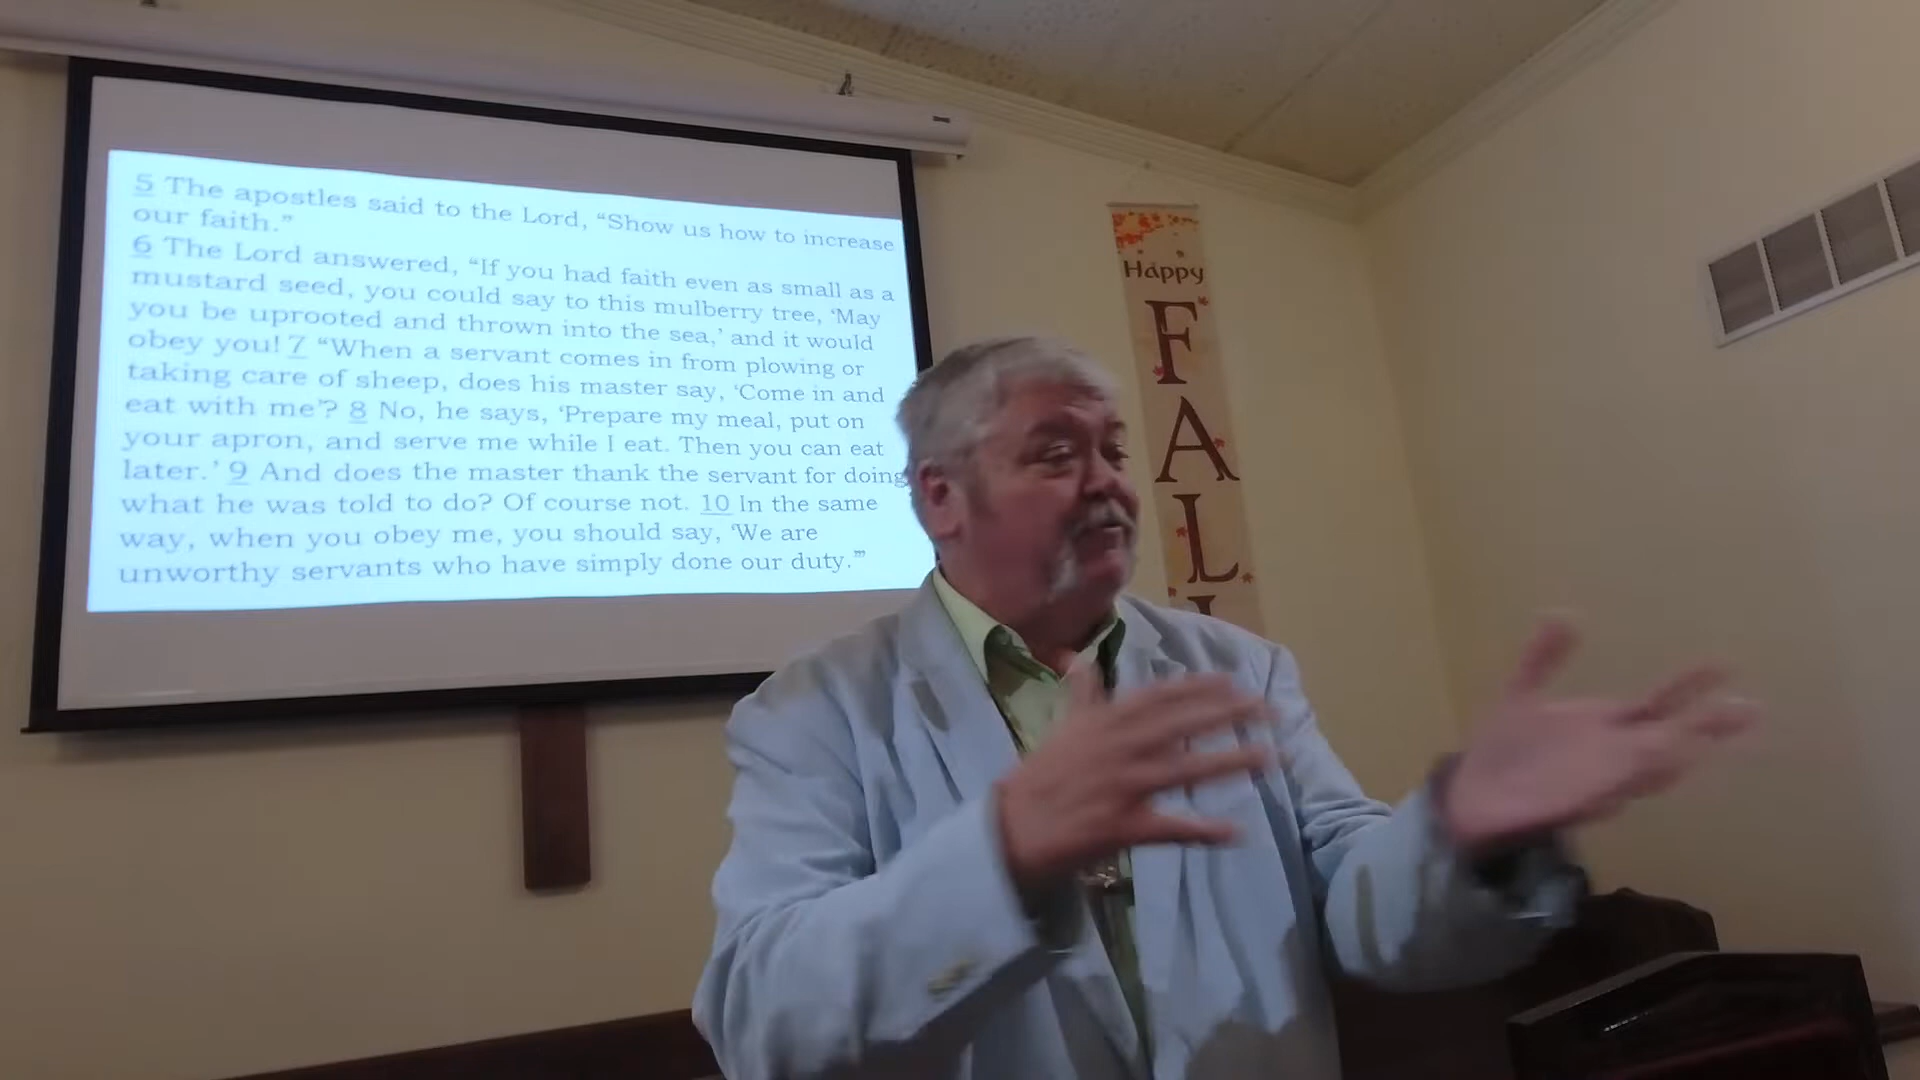 5 The apostles said to the Lord, “Show us how to increase
our faith.”
6 The Lord answered, “If you had faith even as small as a
mustard seed, you could say to this mulberry tree, ‘May
you be uprooted and thrown into the sea,’ and it would
obey you! 7 “When a servant comes in from plowing or
taking care of sheep, does his master say, ‘Come in and
eat with me’? 8 No, he says, ‘Prepare my meal, put on
your apron, and serve me while I eat. Then you can eat
later.’ 9 And does the master thank the servant for doing
what he was told to do? Of course not. 10 In the same
way, when you obey me, you should say, ‘We are
unworthy servants who have simply done our duty.’”
Happy
FALL